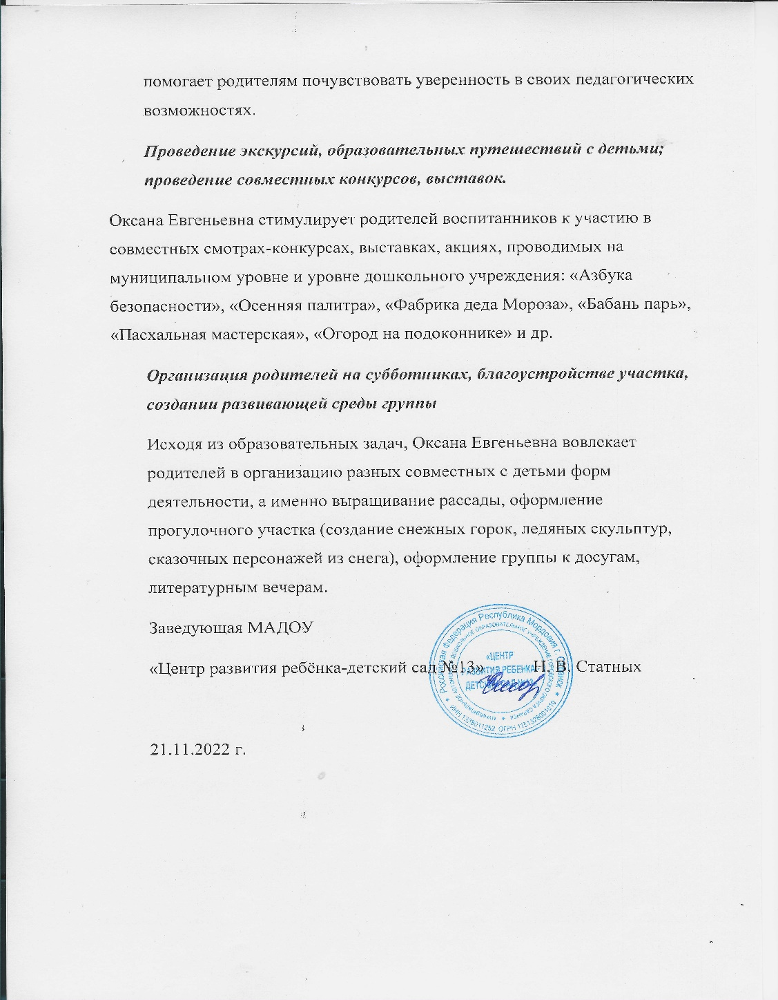 помогает родителям почувствовать уверенность в своих педагогических
возможностях.
Проведение экскурсий, образовательных путешествий с детьми;
проведение совместных конкурсов, выставок.
Оксана Евгеньевна стимулирует родителей воспитанников к участию в
совместных смотрах-конкурсах, выставках, акциях, проводимых на
муниципальном уровне и уровне дошкольного учреждения: «Азбука
безопасности», «Осенняя палитра», «Фабрика деда Мороза», «Бабань парь»,
«Пасхальная мастерская», «Огород на подоконнике» и др.
Организация родителей на субботниках, благоустройстве участка,
создании развивающей среды группы
Исходя из образовательных задач, Оксана Евгеньевна вовлекает
родителей в организацию разных совместных с детьми форм
деятельности, а именно выращивание рассады, оформление
прогулочного участка (создание снежных горок, ледяных скульптур,
сказочных персонажей из снега), оформление группы к досугам,
литературным вечерам.
Заведующая МАДОУ
«Центр развития ребёнка-детский сад №13» Н. В. Статных
Российская Федерация Республика Мордовия г. Саранск
ИНН 1328011252 ОГРН 1151328001010
«ЦЕНТР
РАЗВИТИЯ РЕБЕНКА-
21.11.2022 г.